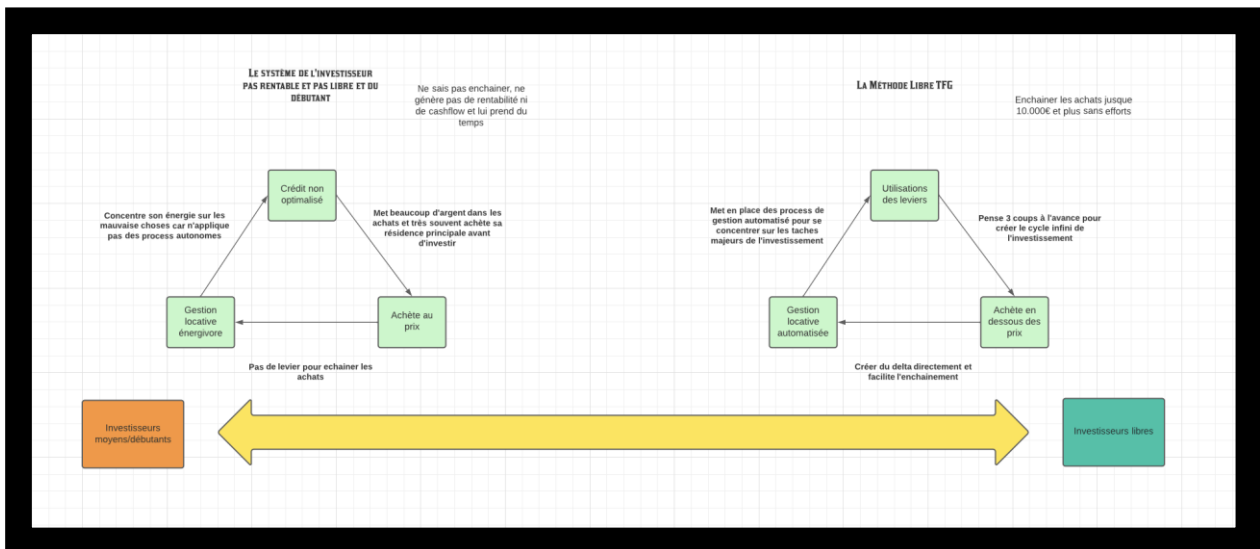 LE SYSTÈME DE L'INVESTISSEUR
PAS RENTABLE ET PAS LIBRE ET DU
DÉBUTANT
Ne sais pas enchainer, ne
génère pas de rentabilité ni
de cashflow et lui prend du
temps
Crédit non
optimalisé
Concentre son énergie sur les
mauvaise choses car n'applique
pas des process autonomes
Met beaucoup d'argent dans les
achats et très souvent achète sa
résidence principale avant
d'investir
Gestion
locative
énergivore
Achète au
prix
Pas de levier pour echainer les
achats
LA MÉTHODE LIBRE TFG
Enchainer les achats jusque
10.000€ et plus sans efforts
Utilisations
des leviers
Met en place des process de
gestion automatisé pour se
concentrer sur les taches
majeurs de l'investissement
Pense 3 coups à l'avance pour
créer le cycle infini de
l'investissement
Gestion
locative
automatisée
Achète en
dessous des
prix
Créer du delta directement et
facilite l'enchainement
Investisseurs
moyens/débutants
Investisseurs libres